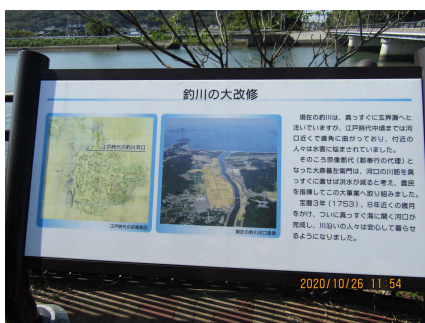 釣川の大改修
江戸時代の釣川河口
現在の釣川は、真っすぐに玄界灘へと
注いでいますが、江戸時代中頃までは河
口近くで直角に曲がっており、付近の
人々は水害に悩まされていました。
そのころ宗像郡代（郡奉行の代理）と
なった大森善左衛門は、河口の川筋を真
っすぐに直せば洪水が減ると考え、農民
を指揮してこの大事業へ取り組みました。
宝暦3年（1753）、8年近くの歳月
をかけ、ついに真っすぐ海に開く河口が
完成し、川沿いの人々は安心して暮らせ
るようになりました。
2020/10/26 11:54